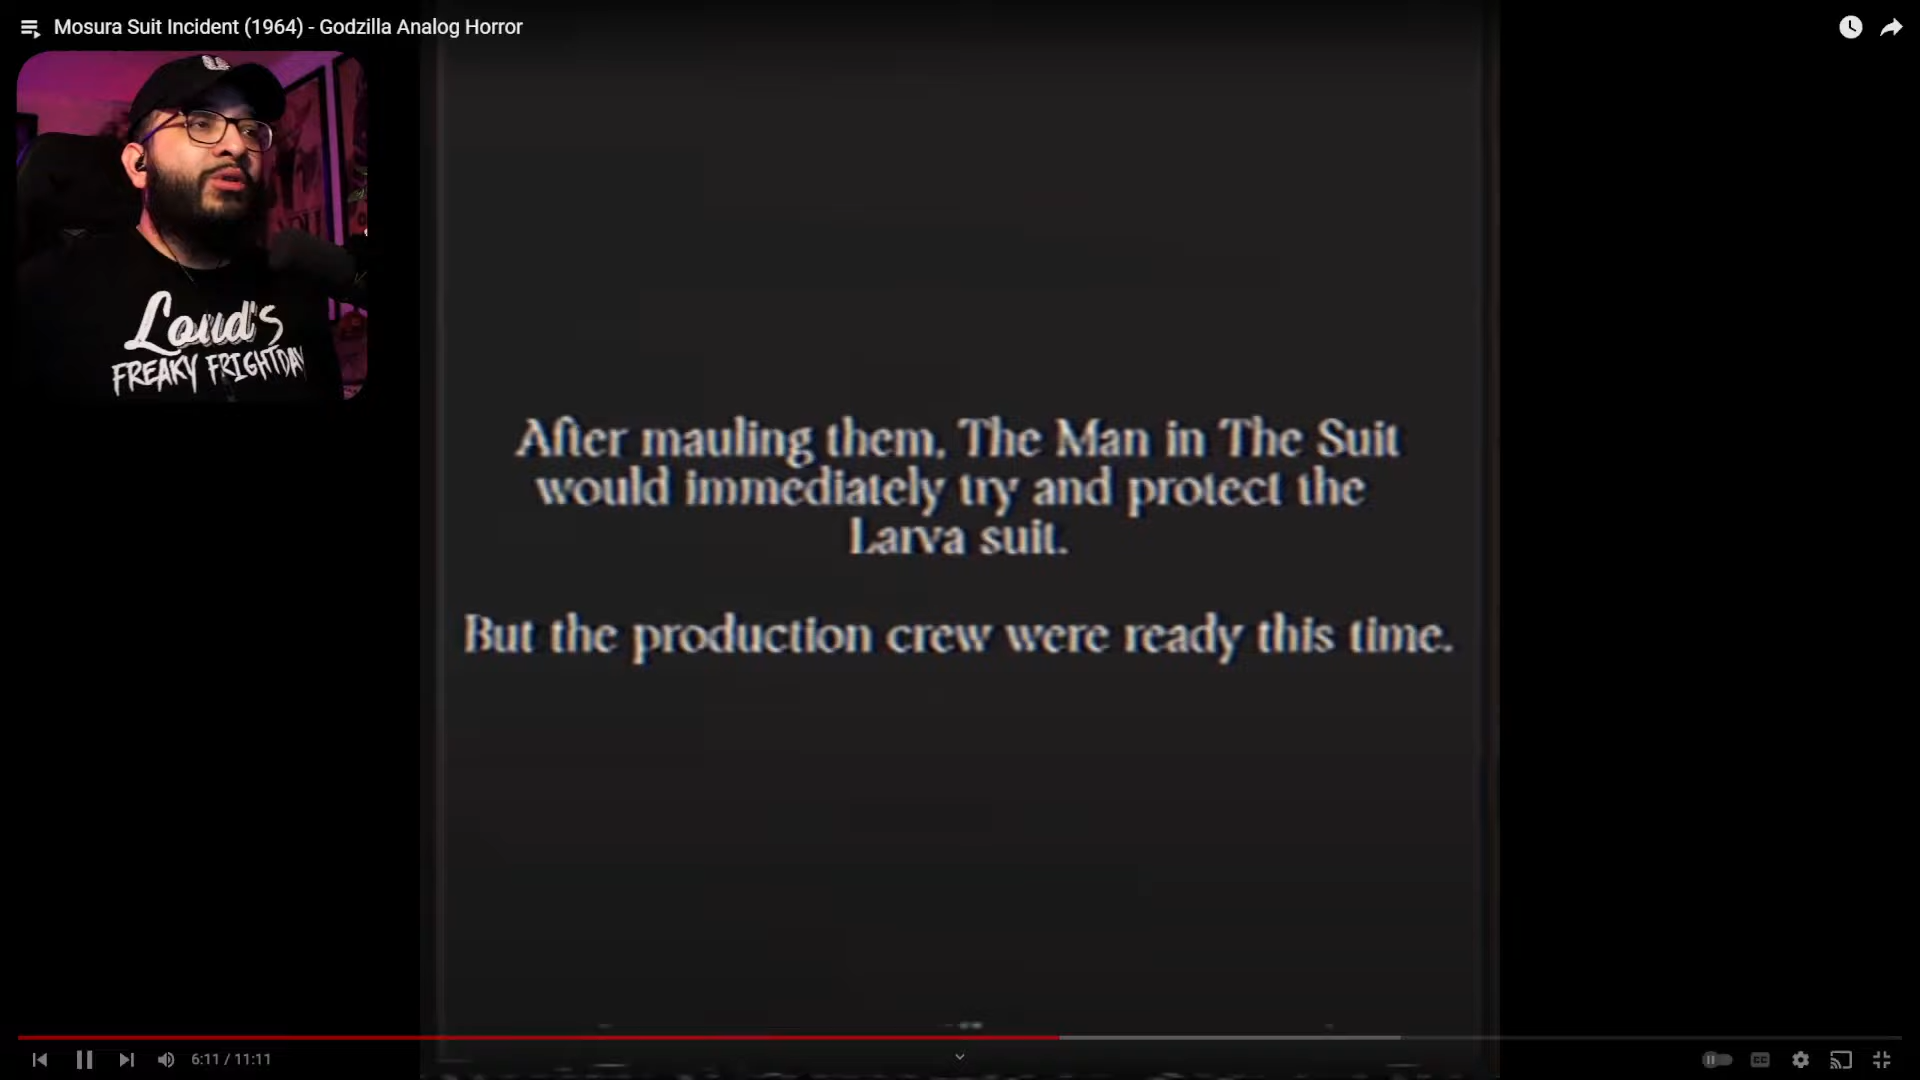 Mosura Suit Incident (1964) - Godzilla Analog Horror
Loud's
FREAKY FRIGHTDAY
After mauling them, The Man in The Suit
would immediately try and protect the
Larva suit.
But the production crew were ready this time.
6:11 / 11:11
CC